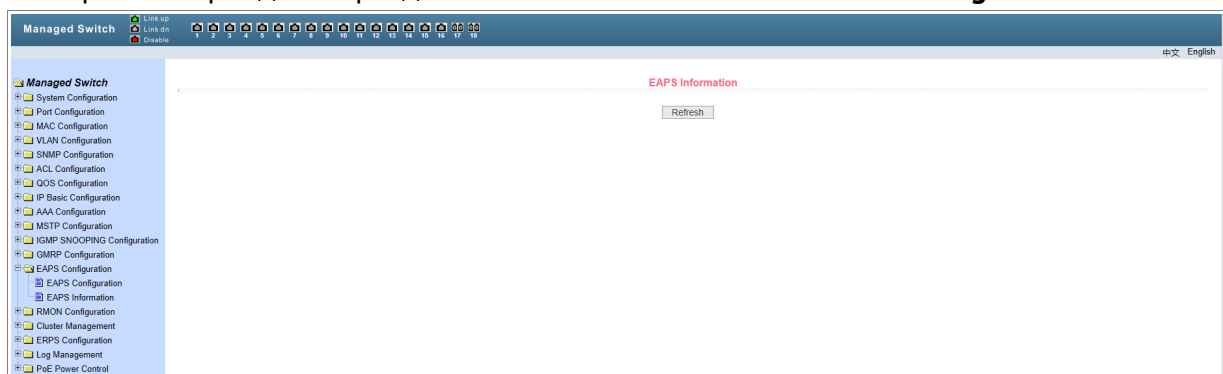 Link up
Managed Switch Link dn
Disable
1 2 3 4 5 6 7 8 9 10 11 12 13 14 15 16 17 18
中文 English
Managed Switch
EAPS Information
System Configuration
Port Configuration
Refresh
MAC Configuration
VLAN Configuration
SNMP Configuration
ACL Configuration
QOS Configuration
IP Basic Configuration
AAA Configuration
MSTP Configuration
IGMP SNOOPING Configuration
GMRP Configuration
EAPS Configuration
EAPS Configuration
EAPS Information
RMON Configuration
Cluster Management
ERPS Configuration
Log Management
PoE Power Control